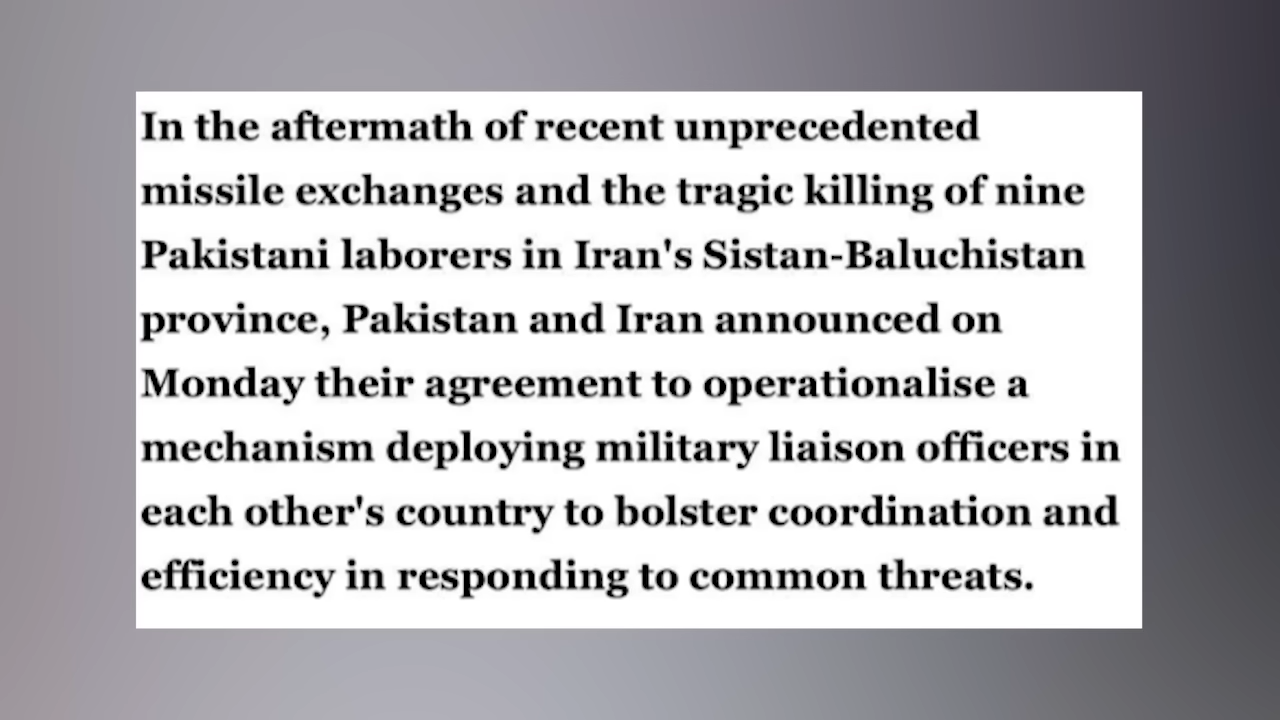 In the aftermath of recent unprecedented
missile exchanges and the tragic killing of nine
Pakistani laborers in Iran's Sistan-Baluchistan
province, Pakistan and Iran announced on
Monday their agreement to operationalise a
mechanism deploying military liaison officers in
each other's country to bolster coordination and
efficiency in responding to common threats.